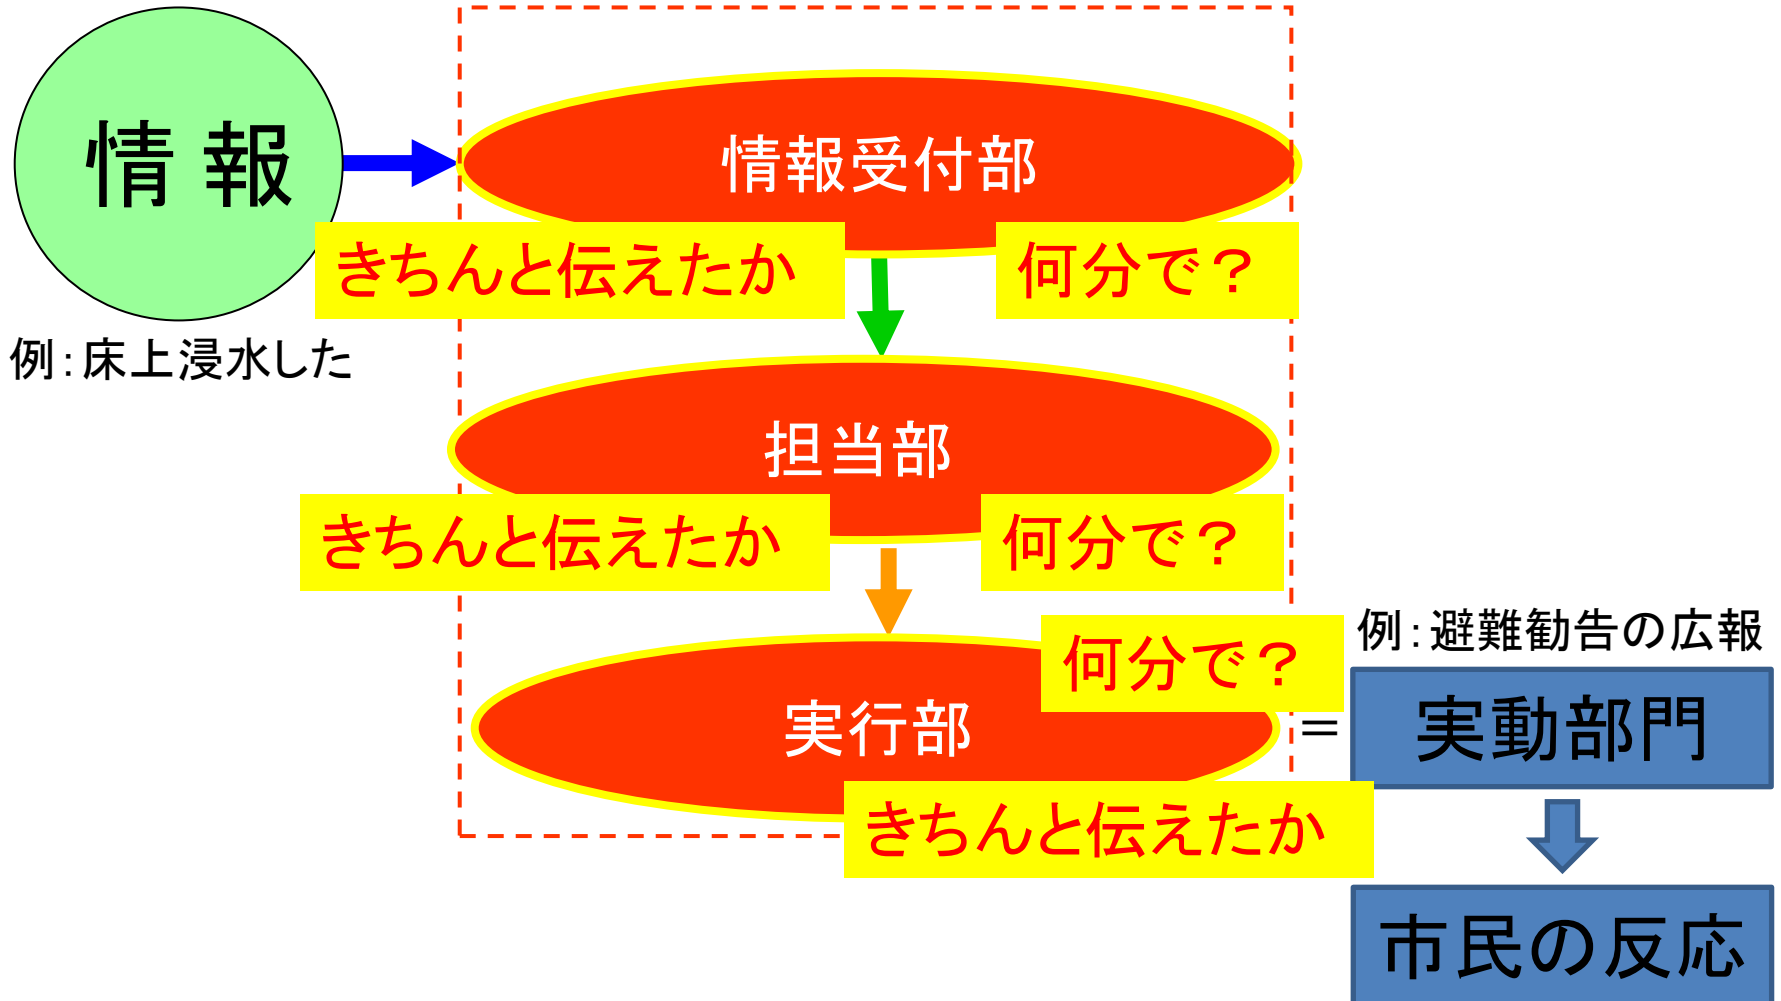 情報
情報受付部
きちんと伝えたか
何分で？
例：床上浸水した
担当部
きちんと伝えたか
何分で？
何分で？
例：避難勧告の広報
実行部
＝
実動部門
きちんと伝えたか
市民の反応